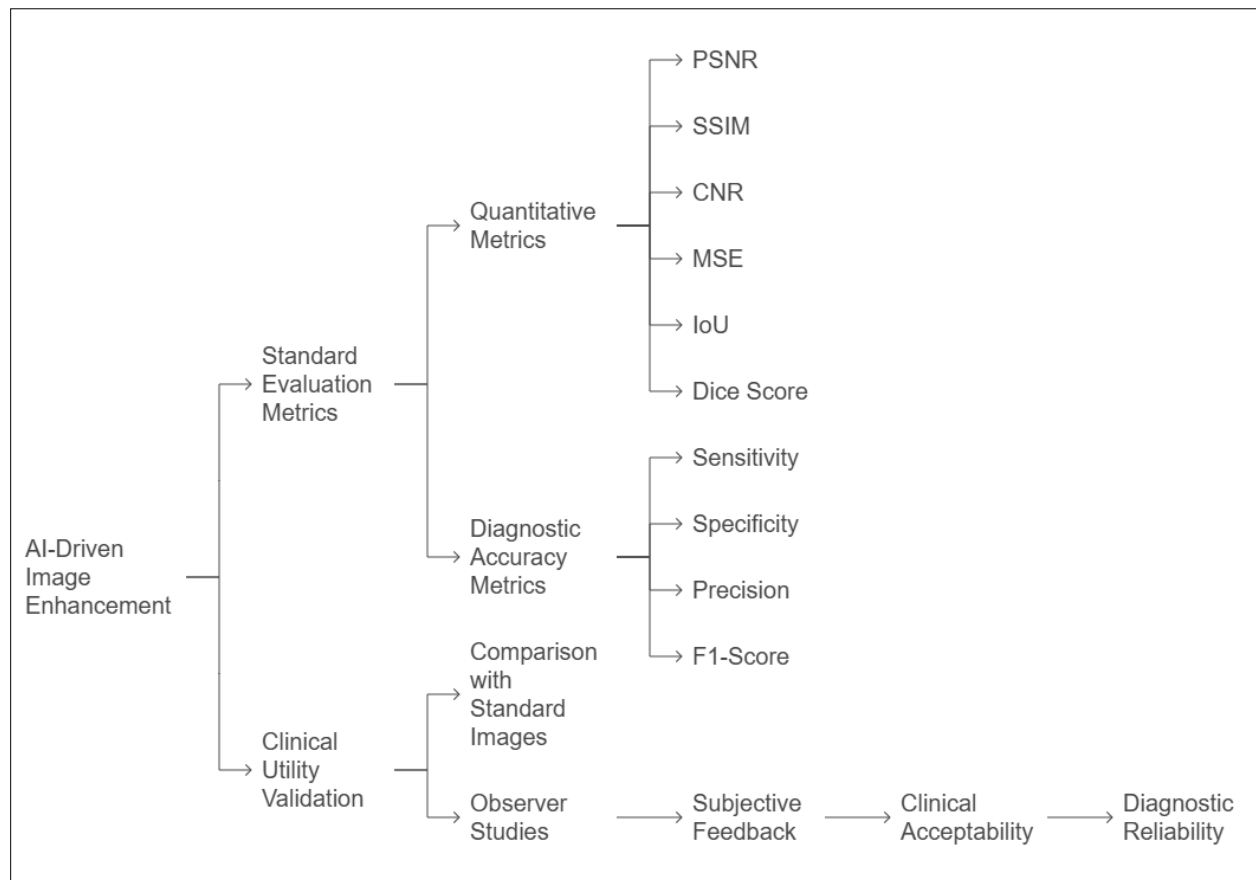 PSNR
SSIM
CNR
Quantitative
Metrics
MSE
IoU
Standard
Evaluation
Metrics
Dice Score
Sensitivity
Specificity
Diagnostic
Accuracy
Metrics
Precision
F1-Score
AI-Driven
Image
Enhancement
Comparison
with
Standard
Images
Clinical
Utility
Validation
Observer
Studies
Subjective
Feedback
Clinical
Acceptability
Diagnostic
Reliability